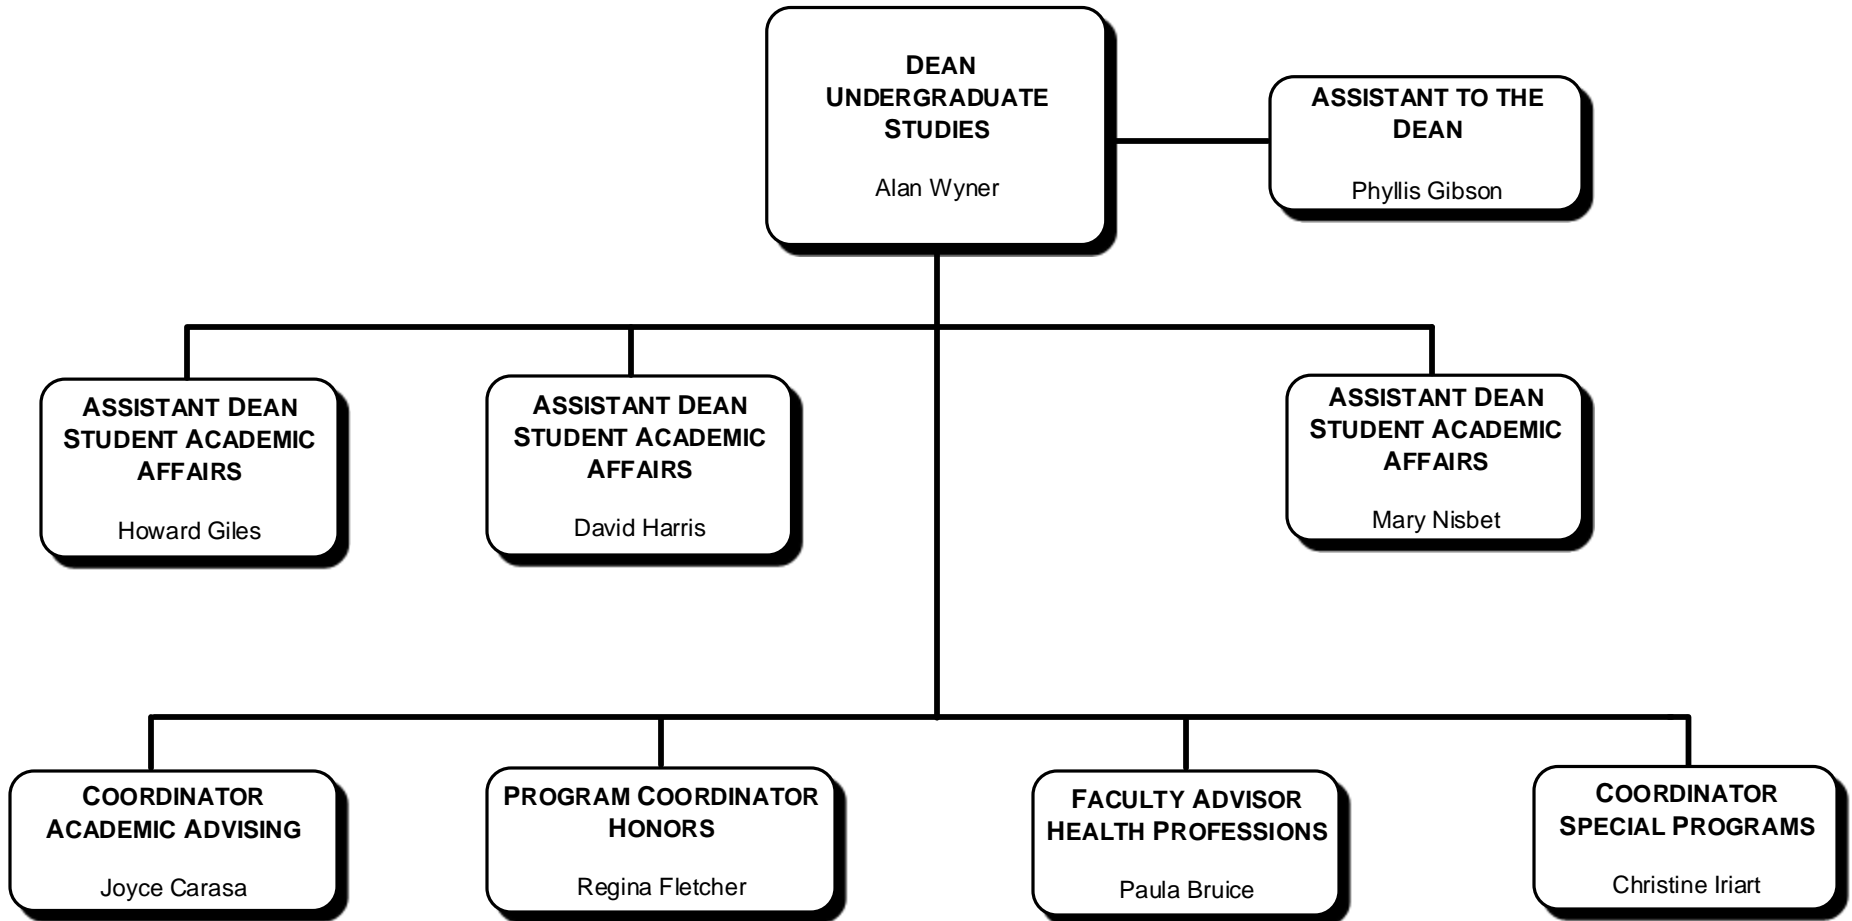 DEAN
UNDERGRADUATE
STUDIES
Alan Wyner
ASSISTANT TO THE
DEAN
Phyllis Gibson
ASSISTANT DEAN
STUDENT ACADEMIC
AFFAIRS
Howard Giles
ASSISTANT DEAN
STUDENT ACADEMIC
AFFAIRS
David Harris
ASSISTANT DEAN
STUDENT ACADEMIC
AFFAIRS
Mary Nisbet
COORDINATOR
ACADEMIC ADVISING
Joyce Carasa
PROGRAM COORDINATOR
HONORS
Regina Fletcher
FACULTY ADVISOR
HEALTH PROFESSIONS
Paula Bruice
COORDINATOR
SPECIAL PROGRAMS
Christine Iriart